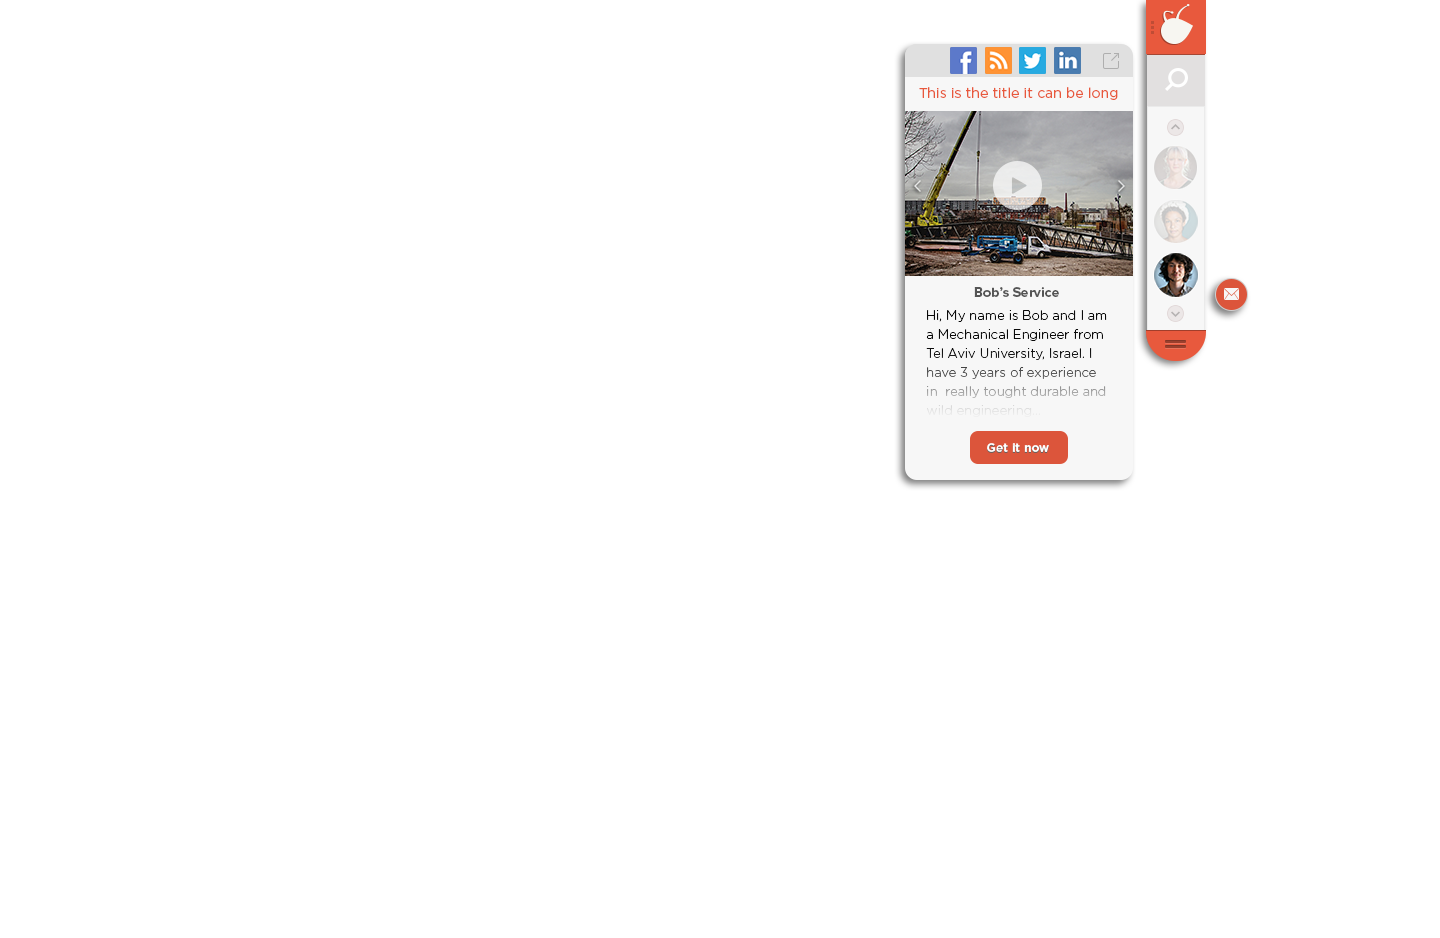 This is the title it can be long
Bob's Service
Hi, My name is Bob and I am
a Mechanical Engineer from
Tel Aviv University, Israel. I
have 3 years of experience
in really tought durable and
wild engineering...
Get it now